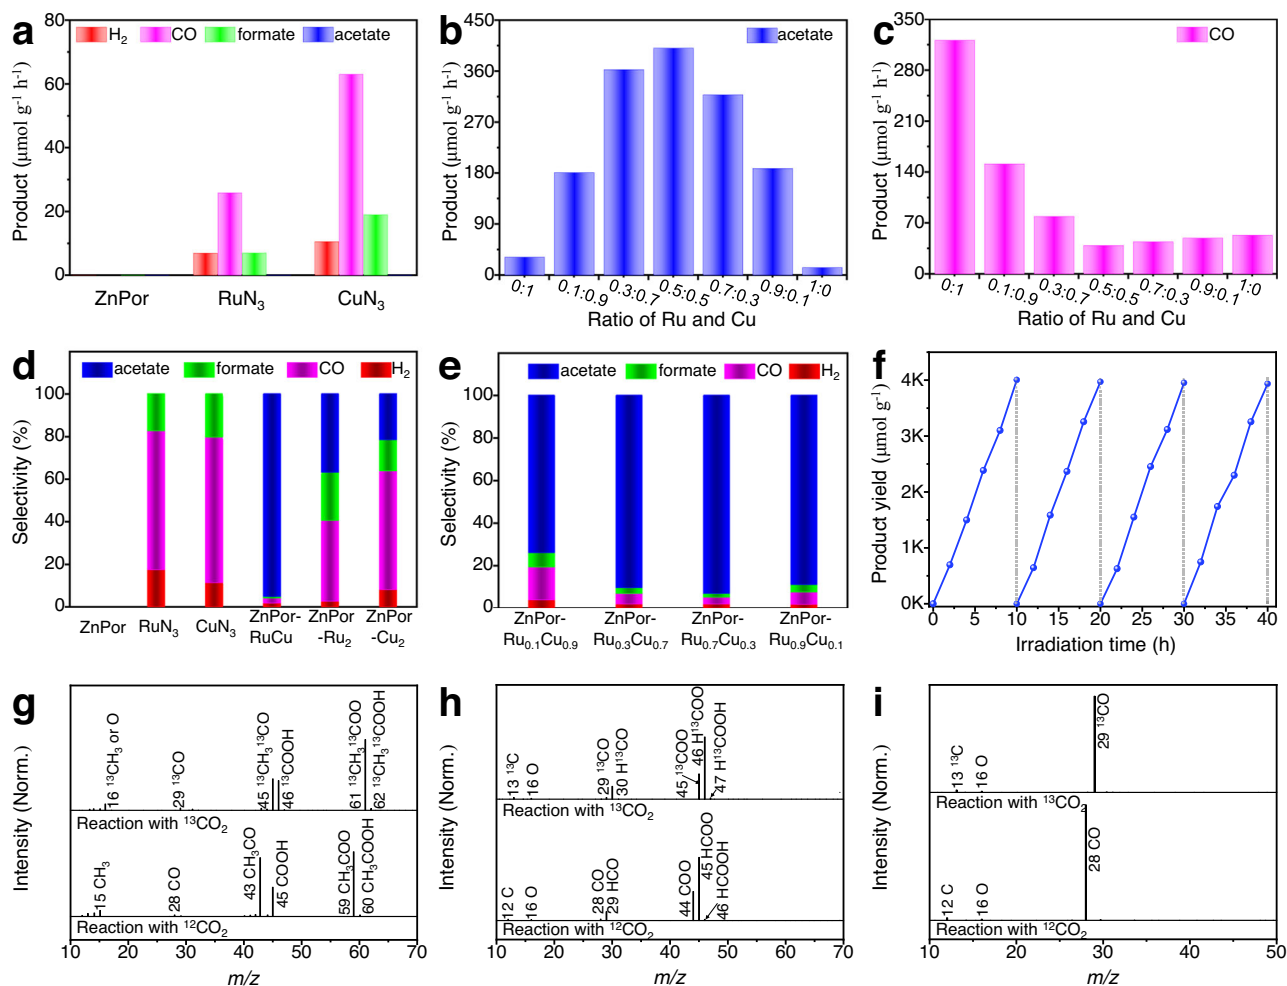 a
H₂ CO formate acetate
Product (μmol g⁻¹ h⁻¹)
80
60
40
20
0
ZnPor RuN₃ CuN₃
b
acetate
Product (μmol g⁻¹ h⁻¹)
450
360
270
180
90
0
0:1 0.1:0.9 0.3:0.7 0.5:0.5 0.7:0.3 0.9:0.1 1:0
Ratio of Ru and Cu
c
CO
Product (μmol g⁻¹ h⁻¹)
350
280
210
140
70
0
0:1 0.1:0.9 0.3:0.7 0.5:0.5 0.7:0.3 0.9:0.1 1:0
Ratio of Ru and Cu
d
acetate formate CO H₂
Selectivity (%)
100
80
60
40
20
0
ZnPor RuN₃ CuN₃ ZnPor-RuCu ZnPor-Ru₂ ZnPor-Cu₂
e
acetate formate CO H₂
Selectivity (%)
100
80
60
40
20
0
ZnPor- ZnPor- ZnPor- ZnPor-
Ru₀.₁Cu₀.₉ Ru₀.₃Cu₀.₇ Ru₀.₇Cu₀.₃ Ru₀.₉Cu₀.₁
f
Product yield (μmol g⁻¹)
4K
3K
2K
1K
0K
0 5 10 15 20 25 30 35 40
Irradiation time (h)
g
Intensity (Norm.)
16 ¹³CH₃ or O
29 ¹³CO
45 ¹³CH₃¹³CO
46 ¹³COOH
61 ¹³CH₃¹³COO
62 ¹³CH₃¹³COOH
Reaction with ¹³CO₂
15 CH₃
28 CO
43 CH₃CO
45 COOH
59 CH₃COO
60 CH₃COOH
Reaction with ¹²CO₂
10 20 30 40 50 60 70
m/z
h
Intensity (Norm.)
13 ¹³C
16 O
29 ¹³CO
30 H¹³CO
45 ¹³COO
46 H¹³COO
47 H¹³COOH
Reaction with ¹³CO₂
12 C
16 O
28 CO
29 HCO
44 COO
45 HCOO
46 HCOOH
Reaction with ¹²CO₂
10 20 30 40 50 60 70
m/z
i
Intensity (Norm.)
13 ¹³C
16 O
29 ¹³CO
Reaction with ¹³CO₂
12 C
16 O
28 CO
Reaction with ¹²CO₂
10 20 30 40 50
m/z